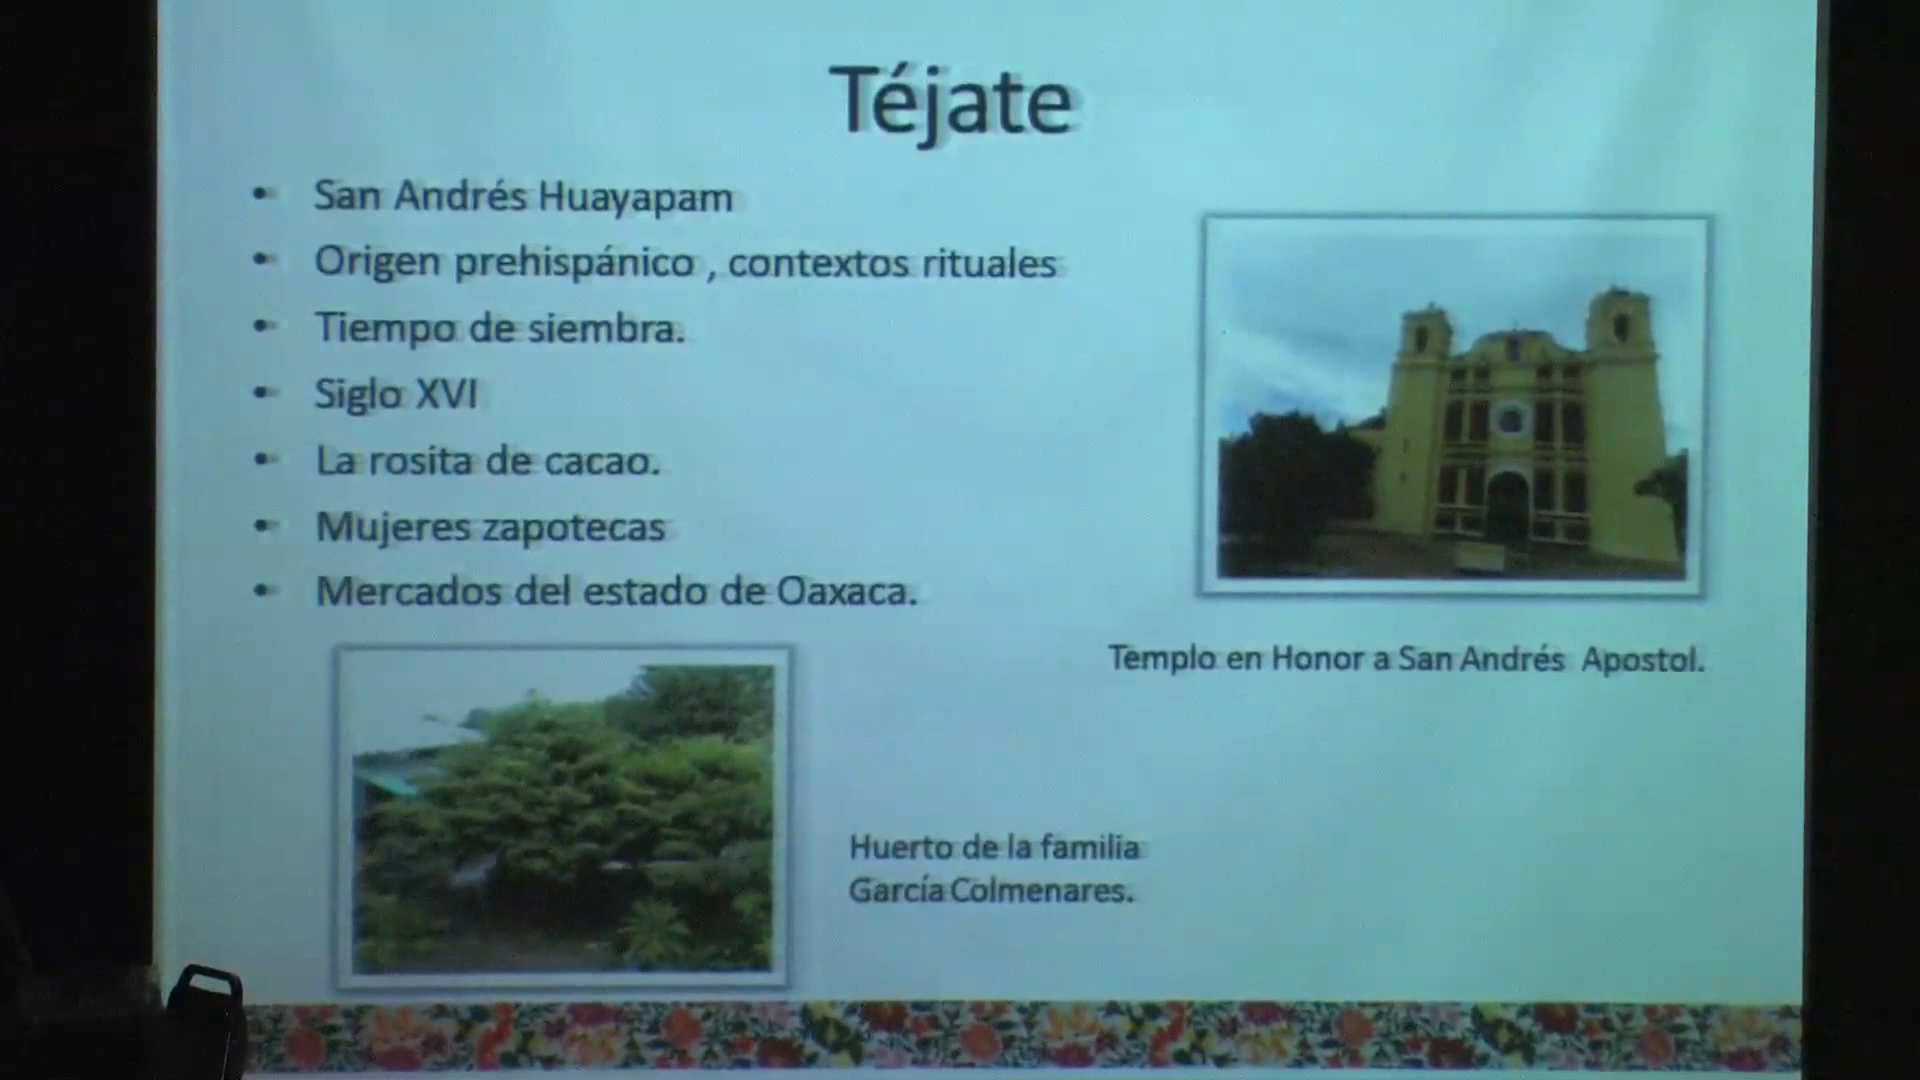 Téjate
• San Andrés Huayapam
• Origen prehispánico , contextos rituales
• Tiempo de siembra.
• Siglo XVI
• La rosita de cacao.
• Mujeres zapotecas
• Mercados del estado de Oaxaca.
Templo en Honor a San Andrés Apostol.
Huerto de la familia
García Colmenares.